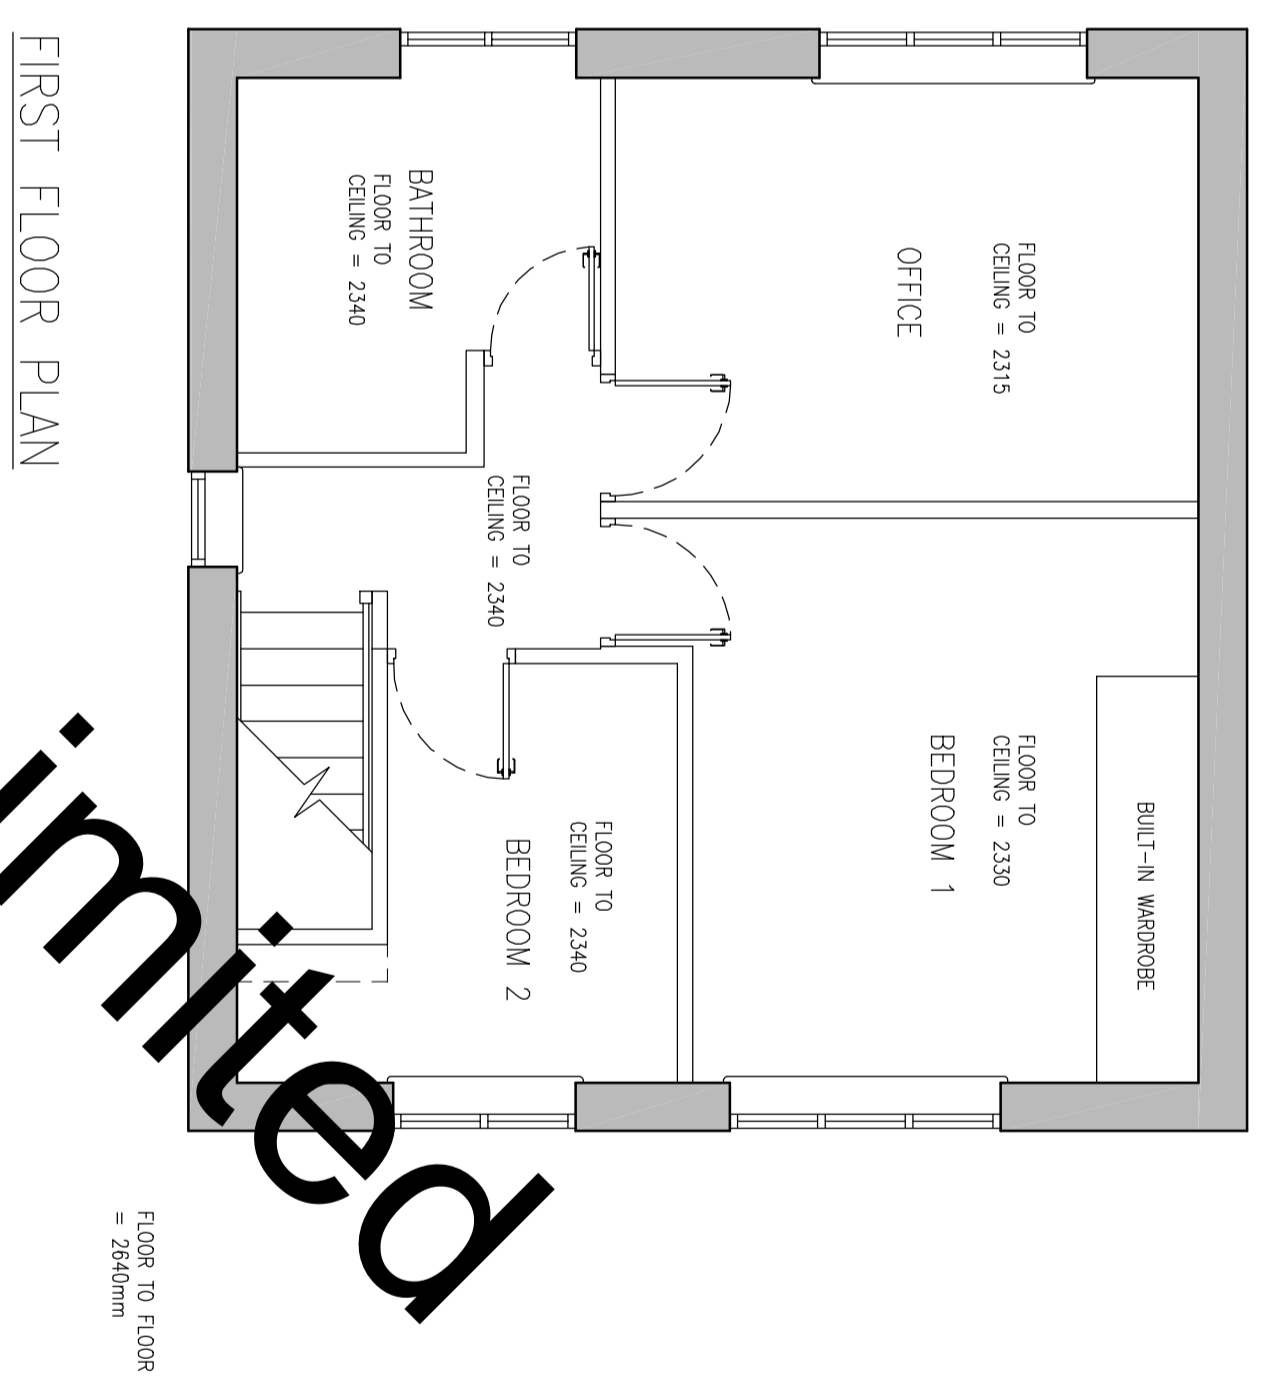 BUILT-IN WARDROBE
FLOOR TO
CEILING = 2315
OFFICE
FLOOR TO
CEILING = 2330
BEDROOM 1
FLOOR TO
CEILING = 2340
BEDROOM 2
FLOOR TO
CEILING = 2340
BATHROOM
FLOOR TO
CEILING = 2340
FLOOR TO FLOOR
= 2640mm
FIRST FLOOR PLAN
imited